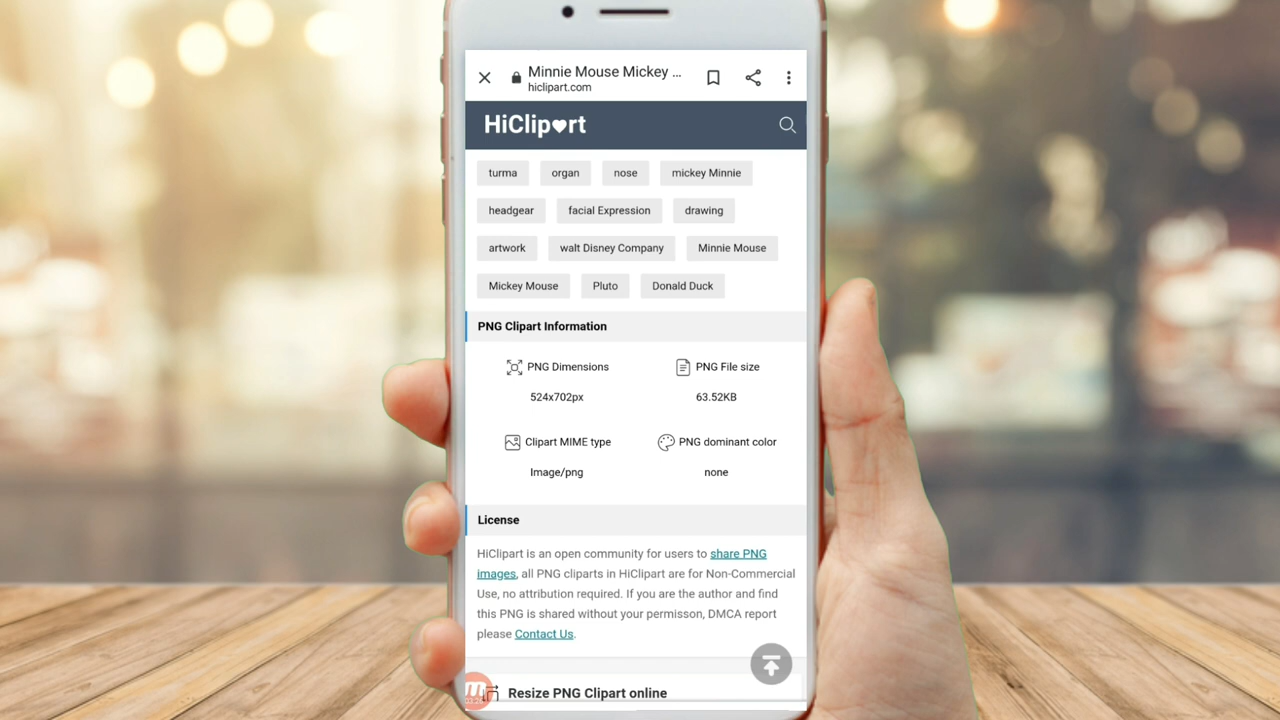 Minnie Mouse Mickey ...
hiclipart.com
HiClipart
turma organ nose mickey Minnie
headgear facial Expression drawing
artwork walt Disney Company Minnie Mouse
Mickey Mouse Pluto Donald Duck
PNG Clipart Information
PNG Dimensions PNG File size
524x702px 63.52KB
Clipart MIME type PNG dominant color
Image/png none
License
HiClipart is an open community for users to share PNG
images, all PNG cliparts in HiClipart are for Non-Commercial
Use, no attribution required. If you are the author and find
this PNG is shared without your permisson, DMCA report
please Contact Us.
Resize PNG Clipart online